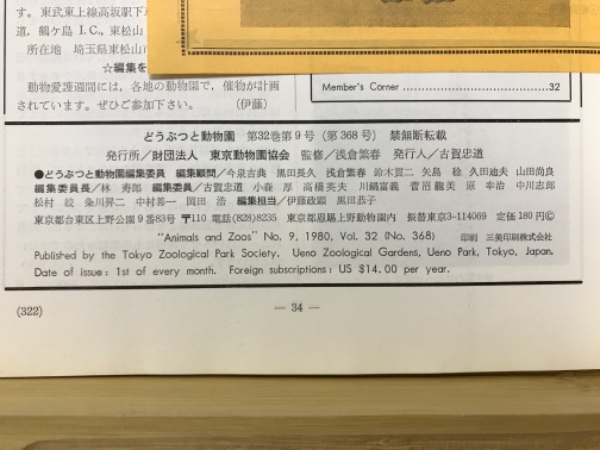 す。東武東上線高坂駅下
道, 鶴ケ島 I.C., 東松山
所在地 埼玉県東松山市
☆編集を
動物愛護週間には, 各地の動物園で, 催物が計画
されています。ぜひご参加下さい。 (伊藤)
Member's Corner ........................................32
どうぶつと動物園 第32巻第9号(第368号) 禁無断転載
発行所/財団法人 東京動物園協会 監修/浅倉繁春 発行人/古賀忠道
●どうぶつと動物園編集委員 編集顧問/今泉吉典 黒田長久 浅倉繁春 鈴木貫二 矢島 稔 久田迪夫 山田尚良
編集委員長/林 寿郎 編集委員/古賀忠道 小森 厚 高橋英夫 川鍋富義 菅沼龍美 原 幸治 中川志郎
松村 粂川昇二 中村善一 岡田 浩 編集担当/伊藤政顕 黒田恭子
東京都台東区上野公園9番83号 〒110 電話(828)8235 東京都恩賜上野動物園内 振替東京3-114069 定価180円©
"Animals and Zoos" No. 9, 1980, Vol. 32 (No. 368) 印刷 三美印刷株式会社
Published by the Tokyo Zoological Park Society. Ueno Zoological Gardens, Ueno Park, Tokyo, Japan.
Date of issue: 1st of every month. Foreign subscriptions: US $14.00 per year.
(322)
— 34 —